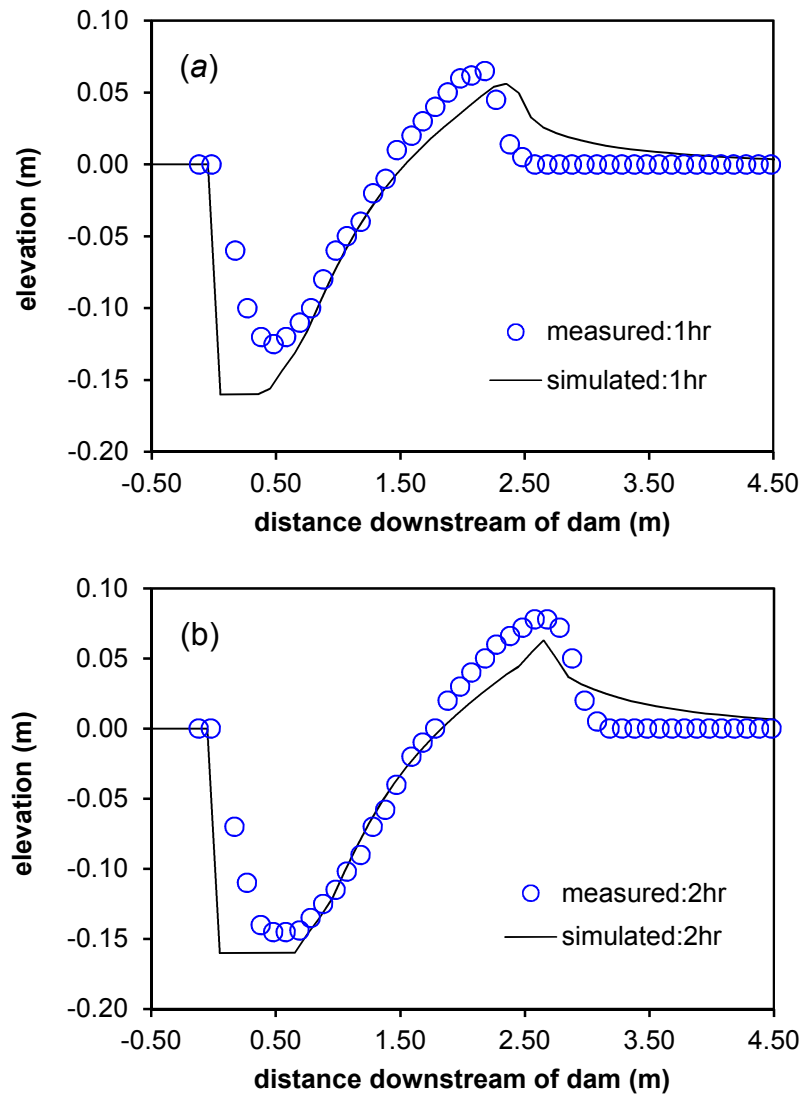 0.10
(a)
0.05
0.00
-0.05
-0.10
-0.15
-0.20
elevation (m)
measured:1hr
simulated:1hr
-0.50 0.50 1.50 2.50 3.50 4.50
distance downstream of dam (m)
0.10
(b)
0.05
0.00
-0.05
-0.10
-0.15
-0.20
elevation (m)
measured:2hr
simulated:2hr
-0.50 0.50 1.50 2.50 3.50 4.50
distance downstream of dam (m)